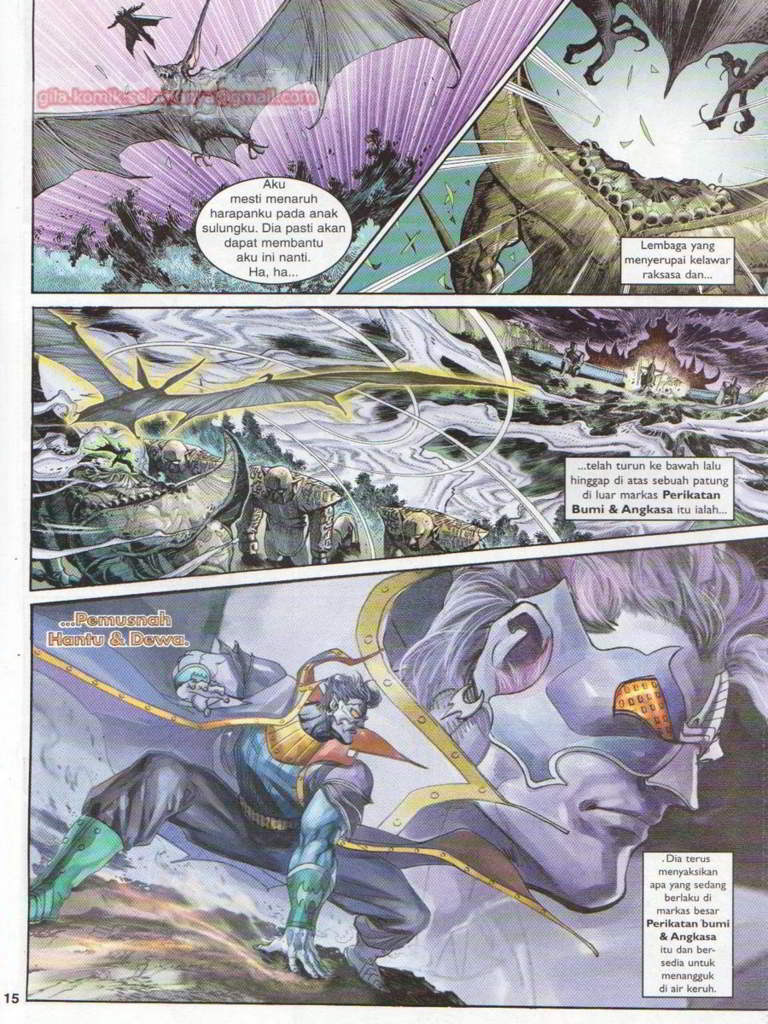 Aku
mesti menaruh
harapanku pada anak
sulungku. Dia pasti akan
dapat membantu
aku ini nanti.
Ha, ha...
Lembaga yang
menyerupai kelawar
raksasa dan...
...telah turun ke bawah lalu
hinggap di atas sebuah patung
di luar markas Perikatan
Bumi & Angkasa itu ialah...
...Pemusnah
Hantu & Dewa.
. Dia terus
menyaksikan
apa yang sedang
berlaku di
markas besar
Perikatan bumi
& Angkasa
itu dan ber-
sedia untuk
menangguk
di air keruh.
15